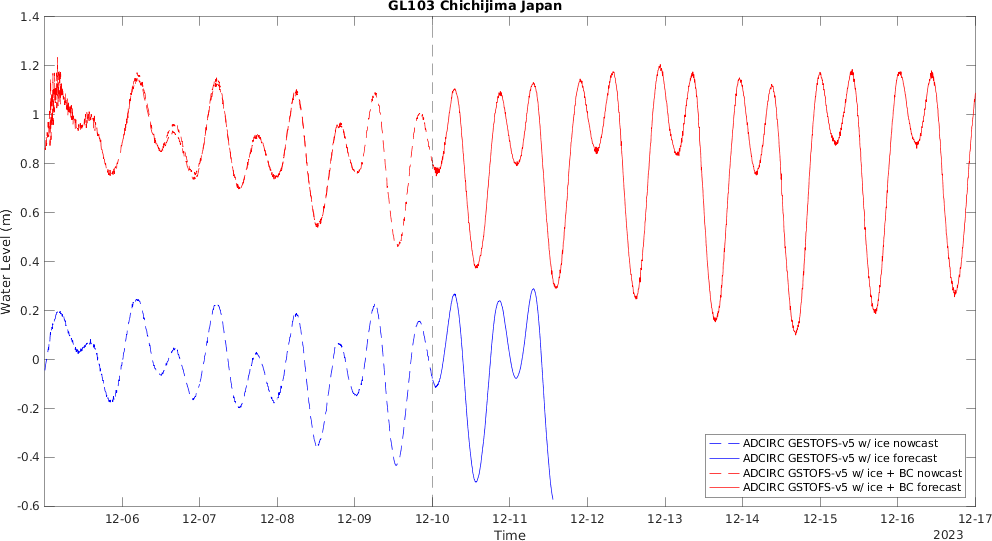 GL103 Chichijima Japan
1.4
1.2
1
0.8
0.6
0.4
0.2
0
-0.2
-0.4
-0.6
Water Level (m)
ADCIRC GESTOFS-v5 w/ ice nowcast
ADCIRC GESTOFS-v5 w/ ice forecast
ADCIRC GSTOFS-v5 w/ ice + BC nowcast
ADCIRC GSTOFS-v5 w/ ice + BC forecast
12-06 12-07 12-08 12-09 12-10 12-11 12-12 12-13 12-14 12-15 12-16 12-17
Time
2023